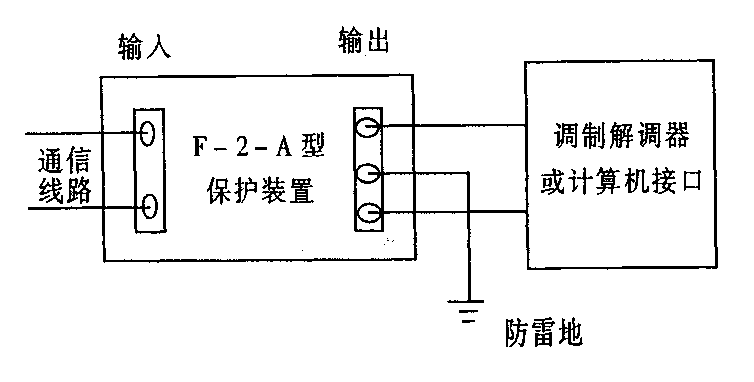 输入
输出
通信
线路
F-2-A型
保护装置
调制解调器
或计算机接口
防雷地